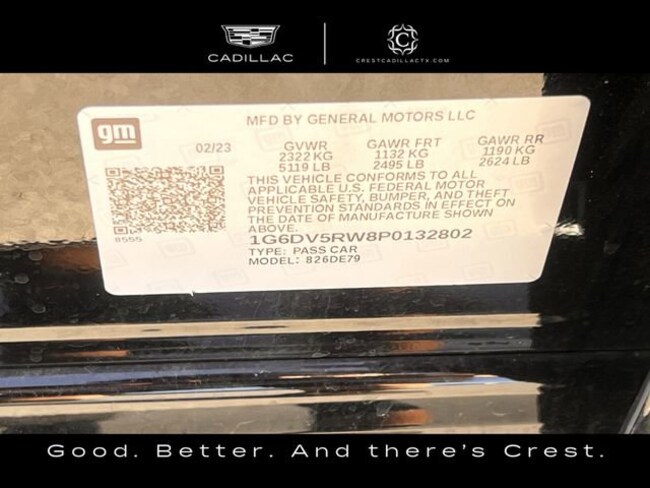 CADILLAC
C
CRESTCADILLACTX.COM
gm
MFD BY GENERAL MOTORS LLC
02/23
GVWR
2322 KG
5119 LB
GAWR FRT
1132 KG
2495 LB
GAWR RR
1190 KG
2624 LB
THIS VEHICLE CONFORMS TO ALL
APPLICABLE U.S. FEDERAL MOTOR
VEHICLE SAFETY, BUMPER, AND THEFT
PREVENTION STANDARDS IN EFFECT ON
THE DATE OF MANUFACTURE SHOWN
ABOVE.
8555
1G6DV5RW8P0132802
TYPE: PASS CAR
MODEL: 826DE79
Good. Better. And there's Crest.